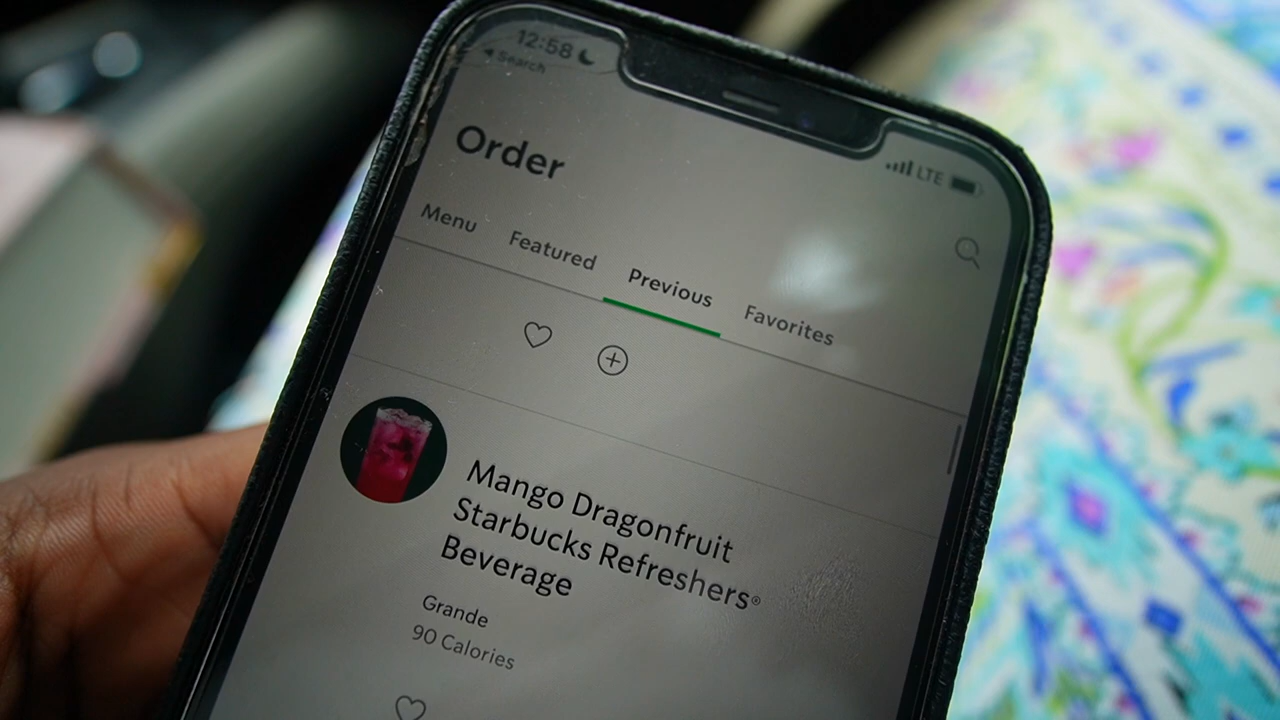 12:58
Search
LTE
Order
Menu Featured Previous Favorites
Mango Dragonfruit
Starbucks Refreshers®
Beverage
Grande
90 Calories